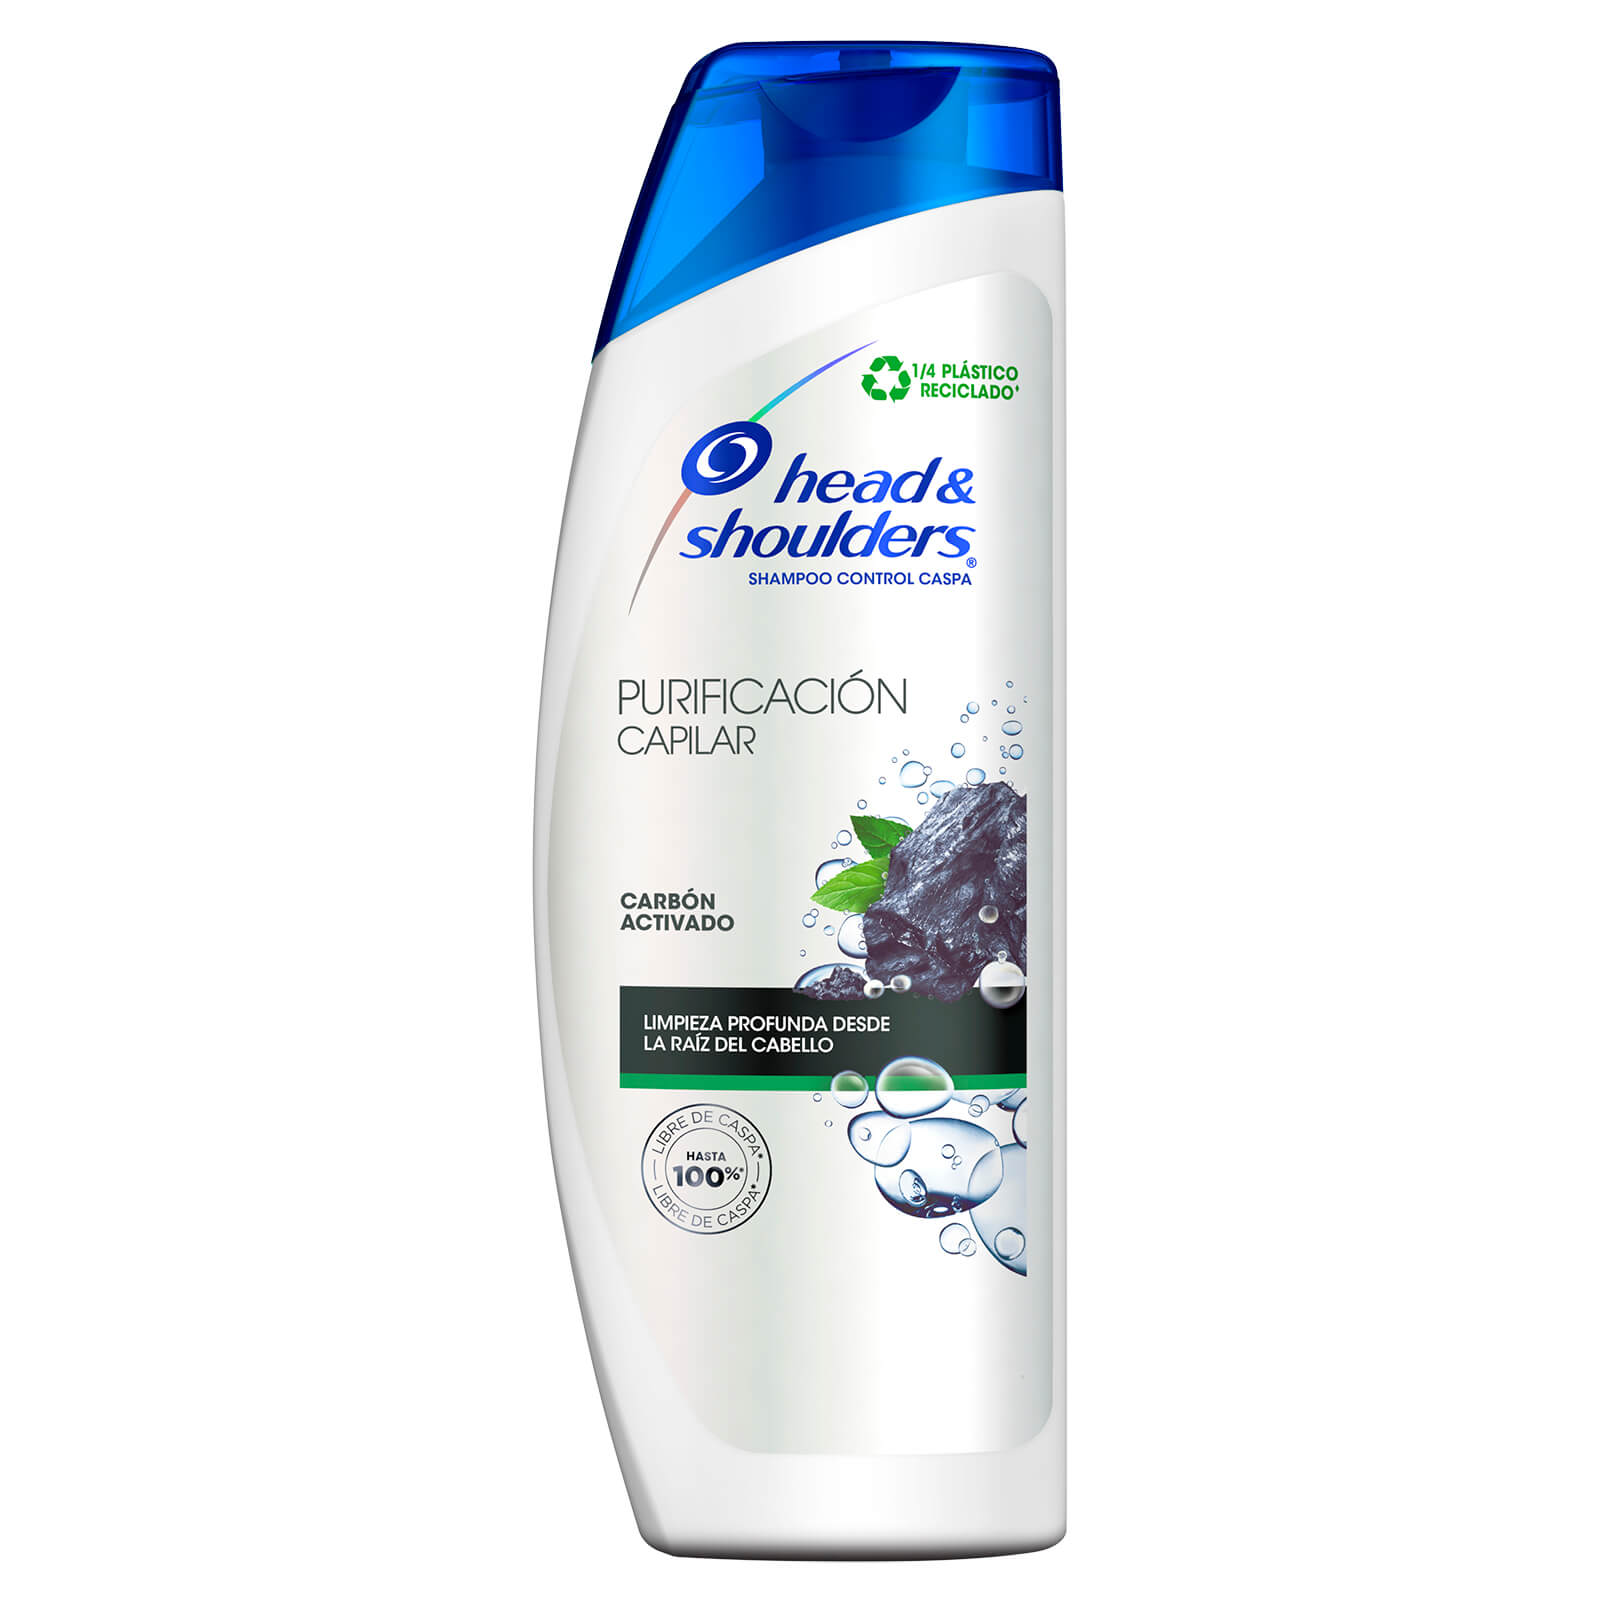 1/4 PLÁSTICO
RECICLADO*
head &
shoulders®
SHAMPOO CONTROL CASPA
PURIFICACIÓN
CAPILAR
CARBÓN
ACTIVADO
LIMPIEZA PROFUNDA DESDE
LA RAÍZ DEL CABELLO
LIBRE DE CASPA*
HASTA
100%*
LIBRE DE CASPA*